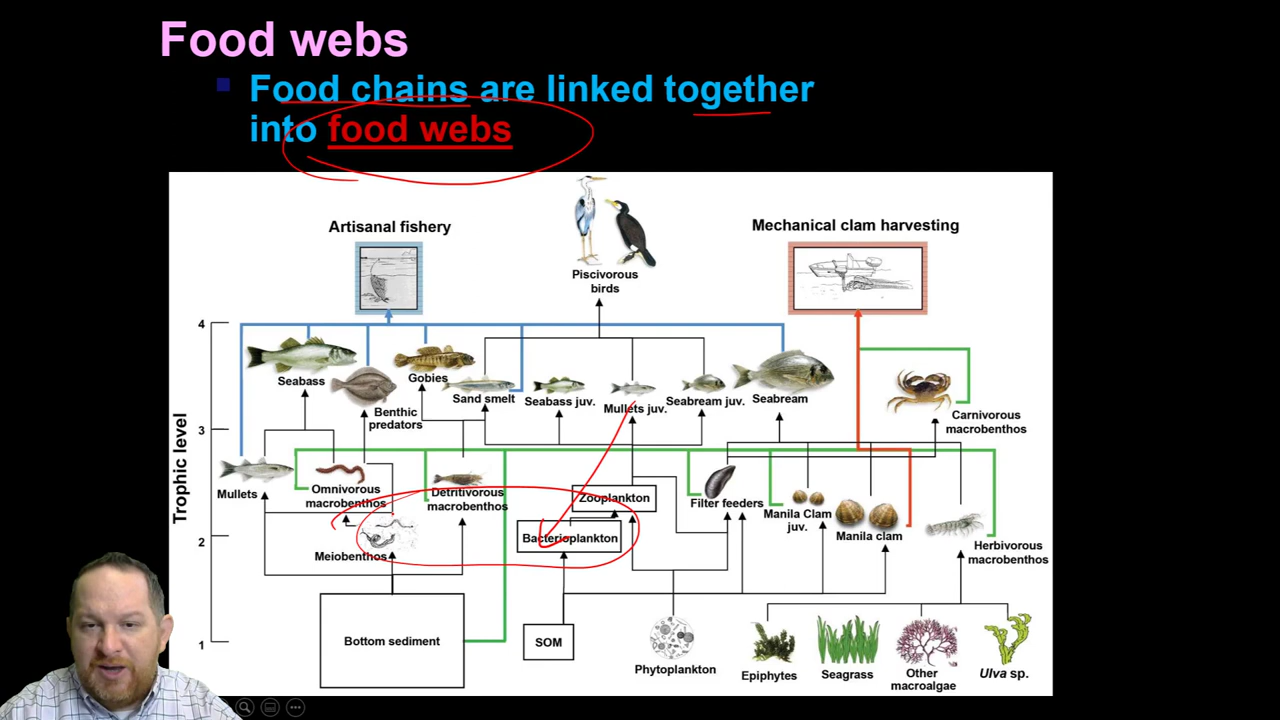 Food webs
Food chains are linked together
into food webs
Artisanal fishery
Mechanical clam harvesting
Piscivorous
birds
4
Seabass
Gobies
Benthic
predators
Sand smelt
Seabass juv.
Mullets juv.
Seabream juv.
Seabream
Carnivorous
macrobenthos
3
Trophic level
Mullets
Omnivorous
macrobenthos
Detritivorous
macrobenthos
Zooplankton
Filter feeders
Manila Clam
juv.
Manila clam
2
Meiobenthos
Bacterioplankton
Herbivorous
macrobenthos
1
Bottom sediment
SOM
Phytoplankton
Epiphytes
Seagrass
Other
macroalgae
Ulva sp.